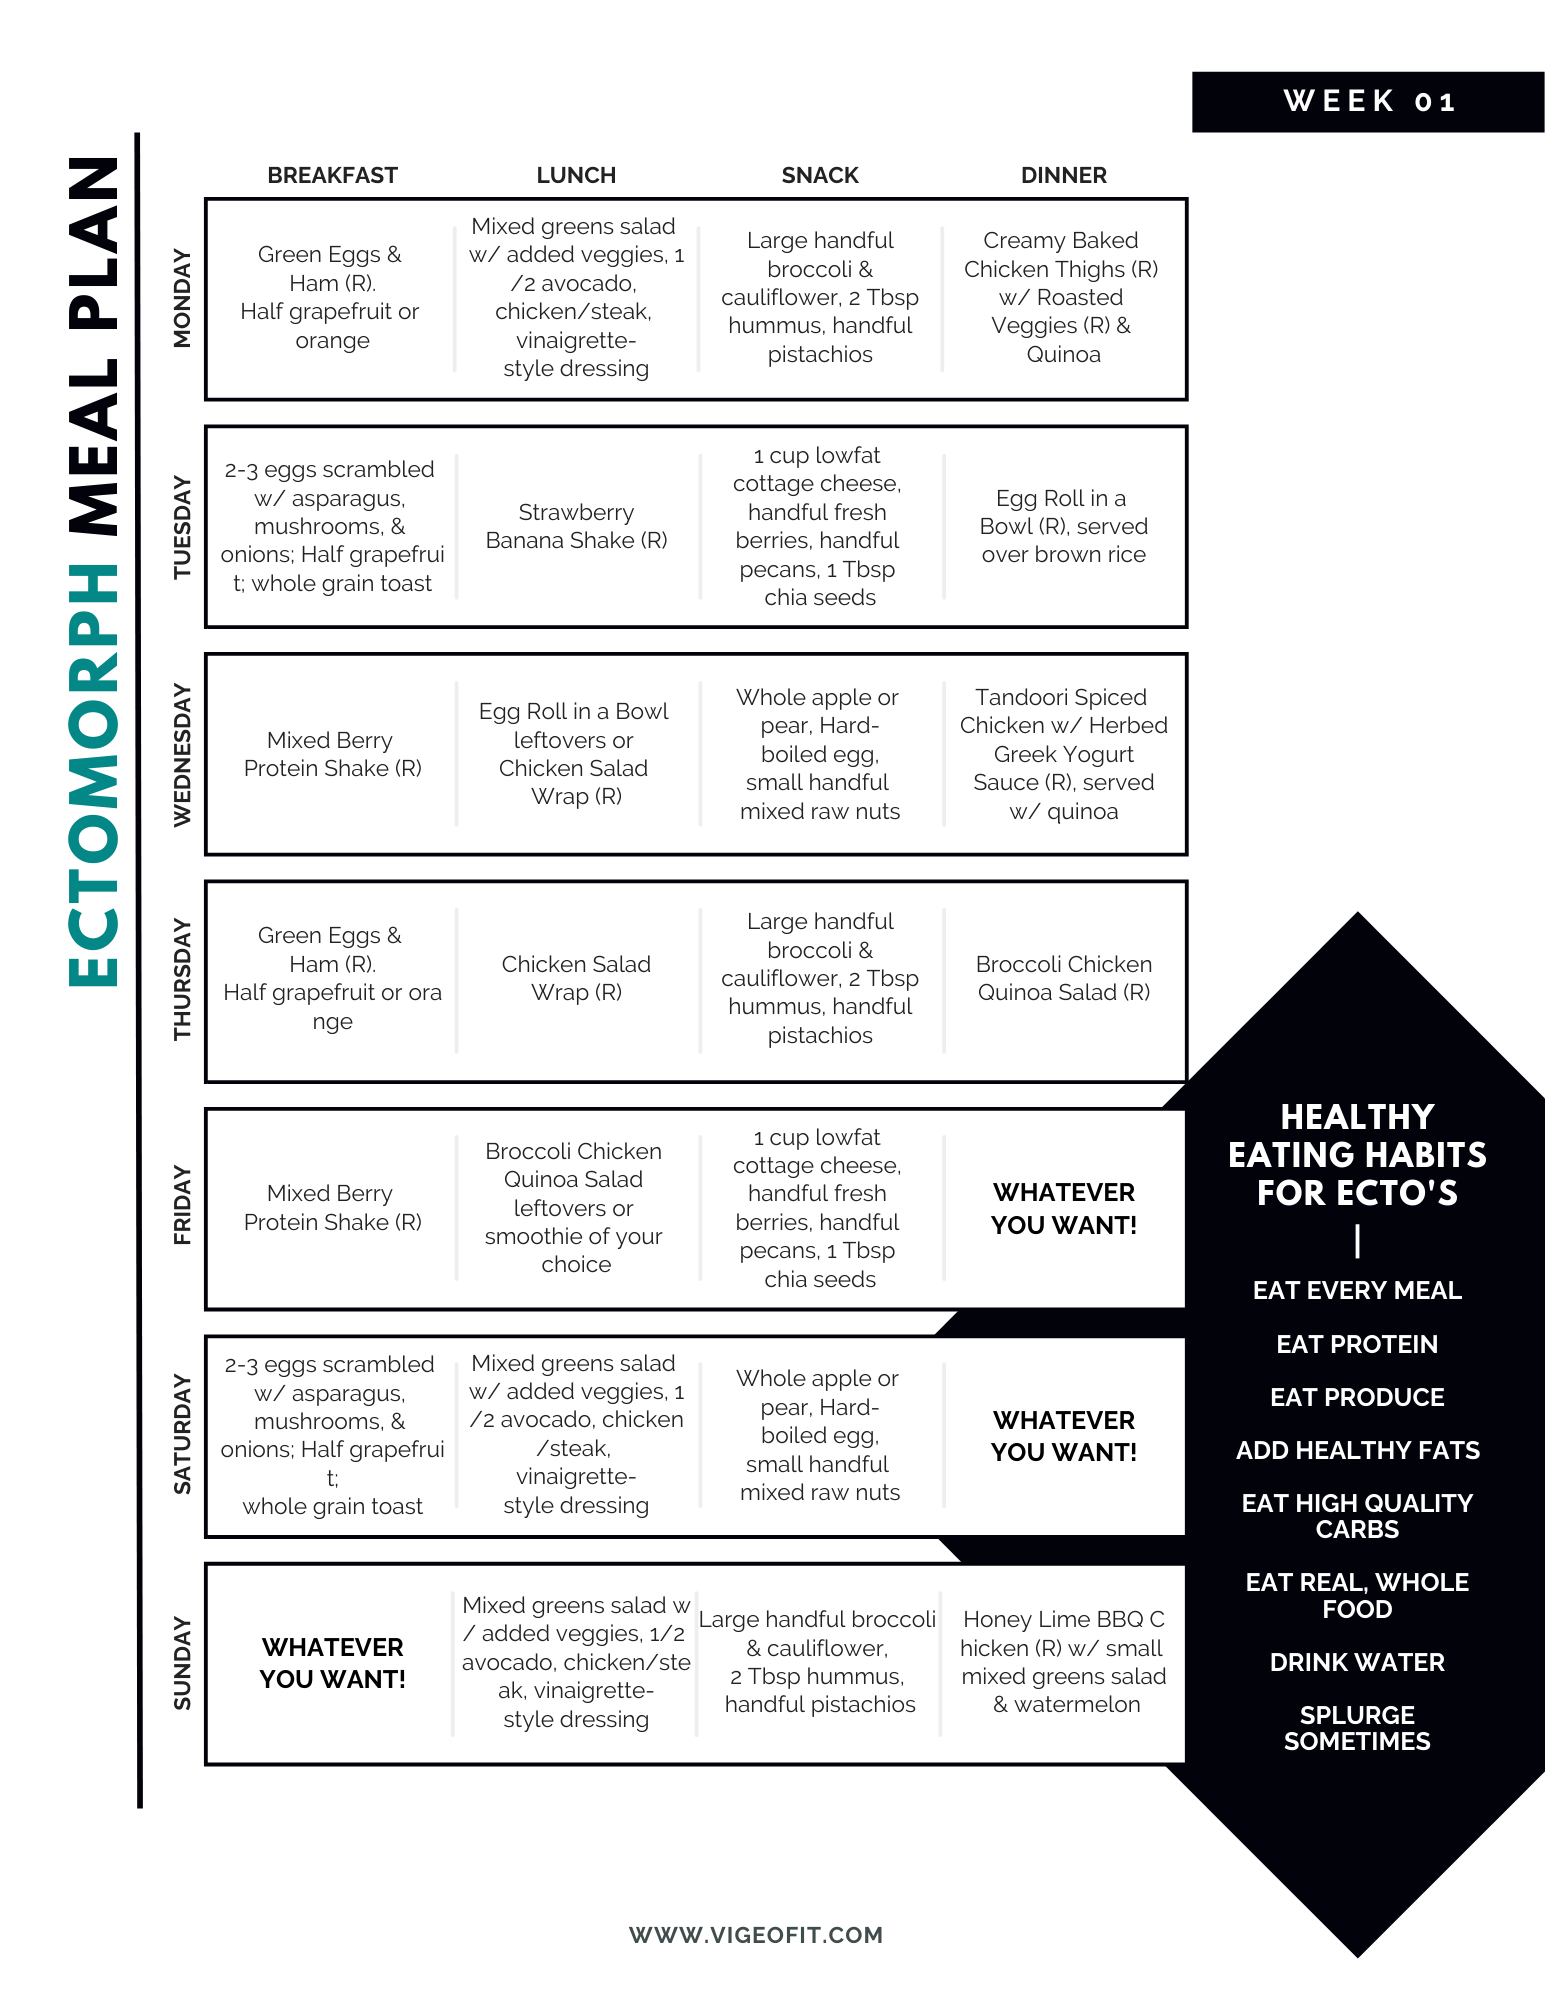 WEEK 01
ECTOMORPH MEAL PLAN
BREAKFAST
LUNCH
SNACK
DINNER
MONDAY
Green Eggs &
Ham (R).
Half grapefruit or
orange
Mixed greens salad
w/ added veggies, 1
/2 avocado,
chicken/steak,
vinaigrette-
style dressing
Large handful
broccoli &
cauliflower, 2 Tbsp
hummus, handful
pistachios
Creamy Baked
Chicken Thighs (R)
w/ Roasted
Veggies (R) &
Quinoa
TUESDAY
2-3 eggs scrambled
w/ asparagus,
mushrooms, &
onions; Half grapefrui
t; whole grain toast
Strawberry
Banana Shake (R)
1 cup lowfat
cottage cheese,
handful fresh
berries, handful
pecans, 1 Tbsp
chia seeds
Egg Roll in a
Bowl (R), served
over brown rice
WEDNESDAY
Mixed Berry
Protein Shake (R)
Egg Roll in a Bowl
leftovers or
Chicken Salad
Wrap (R)
Whole apple or
pear, Hard-
boiled egg,
small handful
mixed raw nuts
Tandoori Spiced
Chicken w/ Herbed
Greek Yogurt
Sauce (R), served
w/ quinoa
THURSDAY
Green Eggs &
Ham (R).
Half grapefruit or ora
nge
Chicken Salad
Wrap (R)
Large handful
broccoli &
cauliflower, 2 Tbsp
hummus, handful
pistachios
Broccoli Chicken
Quinoa Salad (R)
FRIDAY
Mixed Berry
Protein Shake (R)
Broccoli Chicken
Quinoa Salad
leftovers or
smoothie of your
choice
1 cup lowfat
cottage cheese,
handful fresh
berries, handful
pecans, 1 Tbsp
chia seeds
WHATEVER
YOU WANT!
SATURDAY
2-3 eggs scrambled
w/ asparagus,
mushrooms, &
onions; Half grapefrui
t;
whole grain toast
Mixed greens salad
w/ added veggies, 1
/2 avocado, chicken
/steak,
vinaigrette-
style dressing
Whole apple or
pear, Hard-
boiled egg,
small handful
mixed raw nuts
WHATEVER
YOU WANT!
SUNDAY
WHATEVER
YOU WANT!
Mixed greens salad w
/ added veggies, 1/2
avocado, chicken/ste
ak, vinaigrette-
style dressing
Large handful broccoli
& cauliflower,
2 Tbsp hummus,
handful pistachios
Honey Lime BBQ C
hicken (R) w/ small
mixed greens salad
& watermelon
HEALTHY
EATING HABITS
FOR ECTO'S
EAT EVERY MEAL
EAT PROTEIN
EAT PRODUCE
ADD HEALTHY FATS
EAT HIGH QUALITY
CARBS
EAT REAL, WHOLE
FOOD
DRINK WATER
SPLURGE
SOMETIMES
WWW.VIGEOFIT.COM